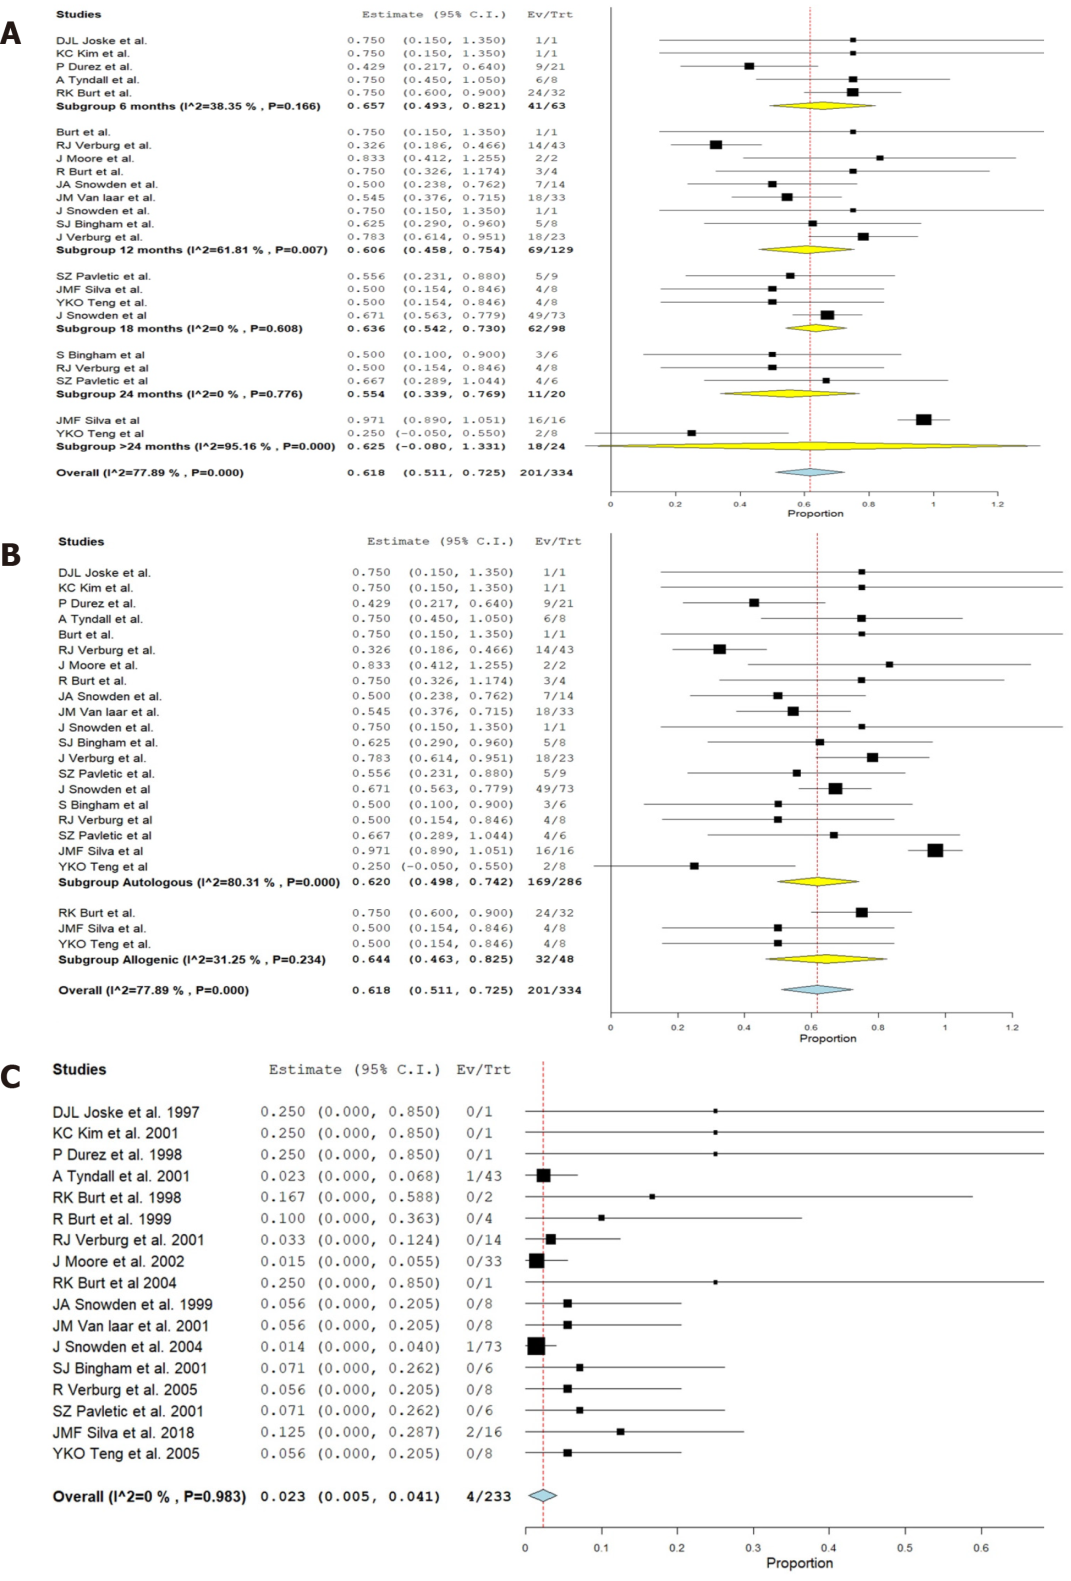 A
Studies Estimate (95% C.I.) Ev/Trt
DJL Joske et al. 0.750 (0.150, 1.350) 1/1
KC Kim et al. 0.750 (0.150, 1.350) 1/1
P Durez et al. 0.429 (0.217, 0.640) 9/21
A Tyndall et al. 0.750 (0.450, 1.050) 6/8
RK Burt et al. 0.750 (0.600, 0.900) 24/32
Subgroup 6 months (I^2=38.35 % , P=0.166) 0.657 (0.493, 0.821) 41/63
Burt et al. 0.750 (0.150, 1.350) 1/1
RJ Verburg et al. 0.326 (0.186, 0.466) 14/43
J Moore et al. 0.833 (0.412, 1.255) 2/2
R Burt et al. 0.750 (0.326, 1.174) 3/4
JA Snowden et al. 0.500 (0.238, 0.762) 7/14
JM Van laar et al. 0.545 (0.376, 0.715) 18/33
J Snowden et al. 0.750 (0.150, 1.350) 1/1
SJ Bingham et al. 0.625 (0.290, 0.960) 5/8
J Verburg et al. 0.783 (0.614, 0.951) 18/23
Subgroup 12 months (I^2=61.81 % , P=0.007) 0.606 (0.458, 0.754) 69/129
SZ Pavletic et al. 0.556 (0.231, 0.880) 5/9
JMF Silva et al. 0.500 (0.154, 0.846) 4/8
YKO Teng et al. 0.500 (0.154, 0.846) 4/8
J Snowden et al 0.671 (0.563, 0.779) 49/73
Subgroup 18 months (I^2=0 % , P=0.608) 0.636 (0.542, 0.730) 62/98
S Bingham et al 0.500 (0.100, 0.900) 3/6
RJ Verburg et al 0.500 (0.154, 0.846) 4/8
SZ Pavletic et al 0.667 (0.289, 1.044) 4/6
Subgroup 24 months (I^2=0 % , P=0.776) 0.554 (0.339, 0.769) 11/20
JMF Silva et al 0.971 (0.890, 1.051) 16/16
YKO Teng et al 0.250 (-0.050, 0.550) 2/8
Subgroup >24 months (I^2=95.16 % , P=0.000) 0.625 (-0.080, 1.331) 18/24
Overall (I^2=77.89 % , P=0.000) 0.618 (0.511, 0.725) 201/334
0 0.2 0.4 0.6 0.8 1 1.2
Proportion
B
Studies Estimate (95% C.I.) Ev/Trt
DJL Joske et al. 0.750 (0.150, 1.350) 1/1
KC Kim et al. 0.750 (0.150, 1.350) 1/1
P Durez et al. 0.429 (0.217, 0.640) 9/21
A Tyndall et al. 0.750 (0.450, 1.050) 6/8
Burt et al. 0.750 (0.150, 1.350) 1/1
RJ Verburg et al. 0.326 (0.186, 0.466) 14/43
J Moore et al. 0.833 (0.412, 1.255) 2/2
R Burt et al. 0.750 (0.326, 1.174) 3/4
JA Snowden et al. 0.500 (0.238, 0.762) 7/14
JM Van laar et al. 0.545 (0.376, 0.715) 18/33
J Snowden et al. 0.750 (0.150, 1.350) 1/1
SJ Bingham et al. 0.625 (0.290, 0.960) 5/8
J Verburg et al. 0.783 (0.614, 0.951) 18/23
SZ Pavletic et al. 0.556 (0.231, 0.880) 5/9
J Snowden et al 0.671 (0.563, 0.779) 49/73
S Bingham et al 0.500 (0.100, 0.900) 3/6
RJ Verburg et al 0.500 (0.154, 0.846) 4/8
SZ Pavletic et al 0.667 (0.289, 1.044) 4/6
JMF Silva et al 0.971 (0.890, 1.051) 16/16
YKO Teng et al 0.250 (-0.050, 0.550) 2/8
Subgroup Autologous (I^2=80.31 % , P=0.000) 0.620 (0.498, 0.742) 169/286
RK Burt et al. 0.750 (0.600, 0.900) 24/32
JMF Silva et al. 0.500 (0.154, 0.846) 4/8
YKO Teng et al. 0.500 (0.154, 0.846) 4/8
Subgroup Allogenic (I^2=31.25 % , P=0.234) 0.644 (0.463, 0.825) 32/48
Overall (I^2=77.89 % , P=0.000) 0.618 (0.511, 0.725) 201/334
0 0.2 0.4 0.6 0.8 1 1.2
Proportion
C
Studies Estimate (95% C.I.) Ev/Trt
DJL Joske et al. 1997 0.250 (0.000, 0.850) 0/1
KC Kim et al. 2001 0.250 (0.000, 0.850) 0/1
P Durez et al. 1998 0.250 (0.000, 0.850) 0/1
A Tyndall et al. 2001 0.023 (0.000, 0.068) 1/43
RK Burt et al. 1998 0.167 (0.000, 0.588) 0/2
R Burt et al. 1999 0.100 (0.000, 0.363) 0/4
RJ Verburg et al. 2001 0.033 (0.000, 0.124) 0/14
J Moore et al. 2002 0.015 (0.000, 0.055) 0/33
RK Burt et al 2004 0.250 (0.000, 0.850) 0/1
JA Snowden et al. 1999 0.056 (0.000, 0.205) 0/8
JM Van laar et al. 2001 0.056 (0.000, 0.205) 0/8
J Snowden et al. 2004 0.014 (0.000, 0.040) 1/73
SJ Bingham et al. 2001 0.071 (0.000, 0.262) 0/6
R Verburg et al. 2005 0.056 (0.000, 0.205) 0/8
SZ Pavletic et al. 2001 0.071 (0.000, 0.262) 0/6
JMF Silva et al. 2018 0.125 (0.000, 0.287) 2/16
YKO Teng et al. 2005 0.056 (0.000, 0.205) 0/8
Overall (I^2=0 % , P=0.983) 0.023 (0.005, 0.041) 4/233
0 0.1 0.2 0.3 0.4 0.5 0.6
Proportion